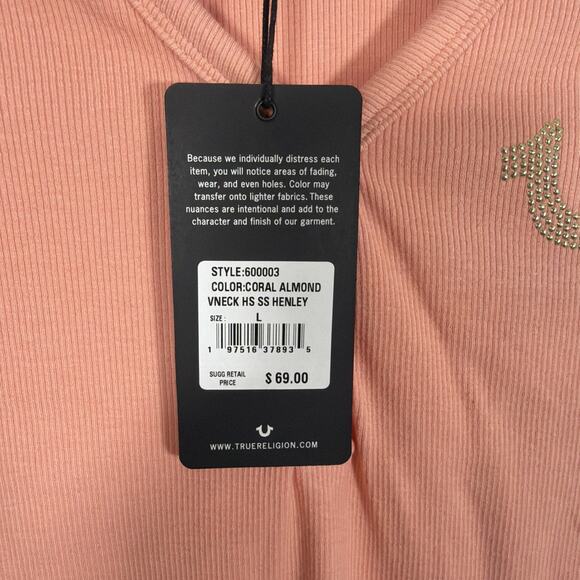 Because we individually distress each
item, you will notice areas of fading,
wear, and even holes. Color may
transfer onto lighter fabrics. These
nuances are intentional and add to the
character and finish of our garment.
STYLE:600003
COLOR:CORAL ALMOND
VNECK HS SS HENLEY
SIZE : L
1 97516 37893 5
SUGG RETAIL
PRICE $ 69.00
WWW.TRUERELIGION.COM